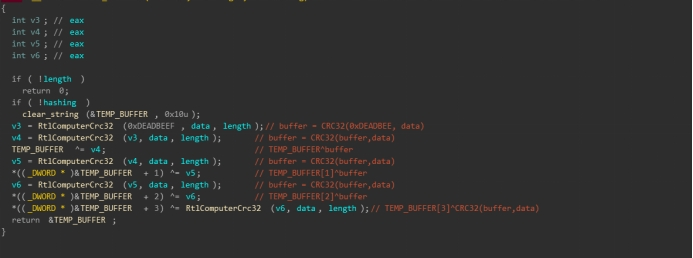 {
int v3 ; // eax
int v4 ; // eax
int v5 ; // eax
int v6 ; // eax
if ( !length )
return 0;
if ( !hashing )
clear_string (&TEMP_BUFFER , 0x10u );
v3 = RtlComputerCrc32 (0xDEADBEEF , data , length ); // buffer = CRC32(0xDEADBEE, data)
v4 = RtlComputerCrc32 (v3, data , length ); // buffer = CRC32(buffer,data)
TEMP_BUFFER ^= v4; // TEMP_BUFFER^buffer
v5 = RtlComputerCrc32 (v4, data , length ); // buffer = CRC32(buffer,data)
*((_DWORD * )&TEMP_BUFFER + 1) ^= v5; // TEMP_BUFFER[1]^buffer
v6 = RtlComputerCrc32 (v5, data , length ); // buffer = CRC32(buffer,data)
*((_DWORD * )&TEMP_BUFFER + 2) ^= v6; // TEMP_BUFFER[2]^buffer
*((_DWORD * )&TEMP_BUFFER + 3) ^= RtlComputerCrc32 (v6, data , length ); // TEMP_BUFFER[3]^CRC32(buffer,data)
return &TEMP_BUFFER ;
}